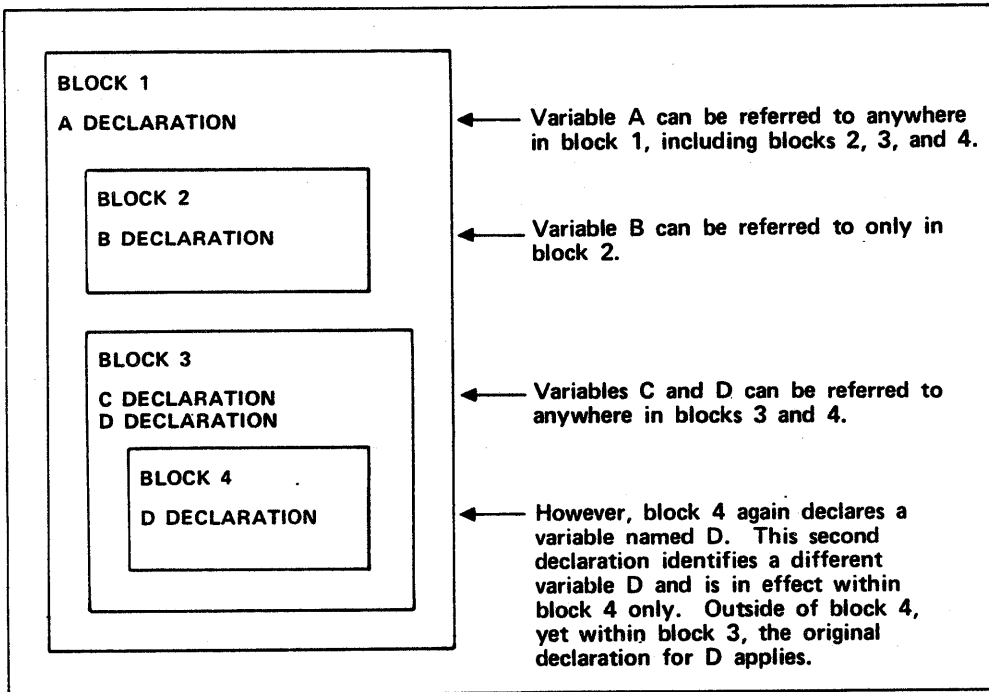 BLOCK 1
A DECLARATION
Variable A can be referred to anywhere
in block 1, including blocks 2, 3, and 4.
BLOCK 2
B DECLARATION
Variable B can be referred to only in
block 2.
BLOCK 3
C DECLARATION
D DECLARATION
Variables C and D can be referred to
anywhere in blocks 3 and 4.
BLOCK 4
D DECLARATION
However, block 4 again declares a
variable named D. This second
declaration identifies a different
variable D and is in effect within
block 4 only. Outside of block 4,
yet within block 3, the original
declaration for D applies.